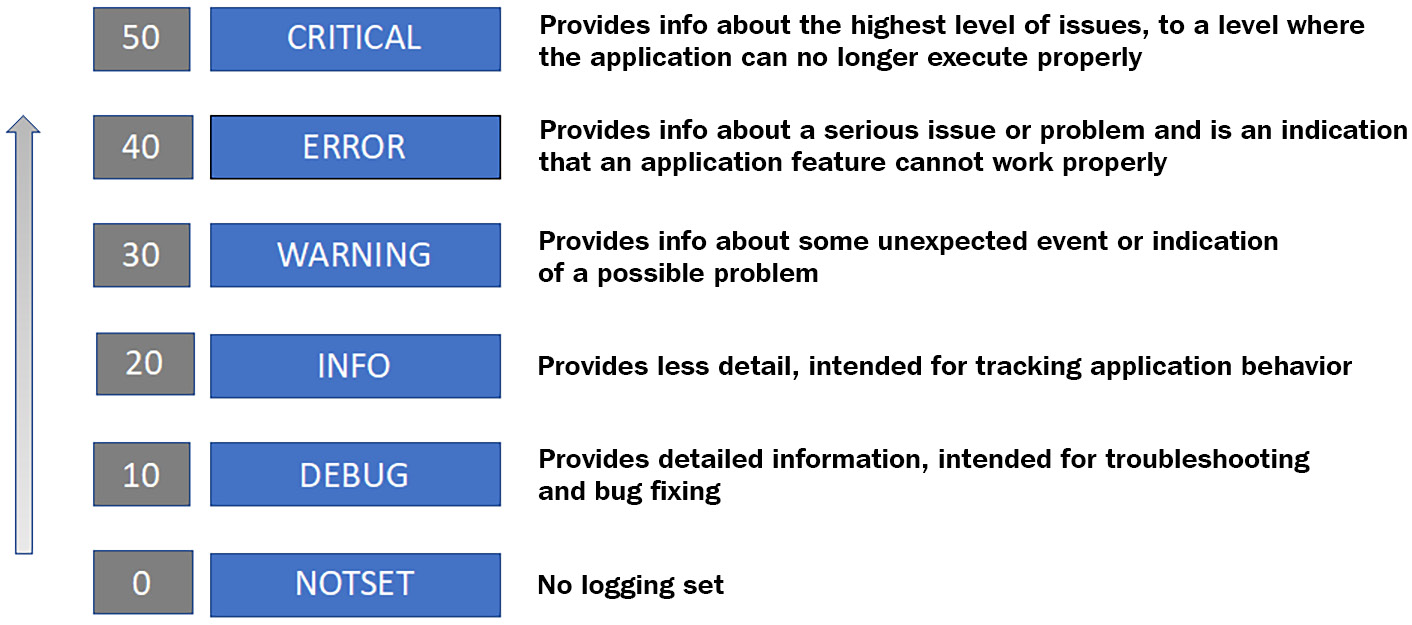 50
CRITICAL
Provides info about the highest level of issues, to a level where
the application can no longer execute properly
40
ERROR
Provides info about a serious issue or problem and is an indication
that an application feature cannot work properly
30
WARNING
Provides info about some unexpected event or indication
of a possible problem
20
INFO
Provides less detail, intended for tracking application behavior
10
DEBUG
Provides detailed information, intended for troubleshooting
and bug fixing
0
NOTSET
No logging set